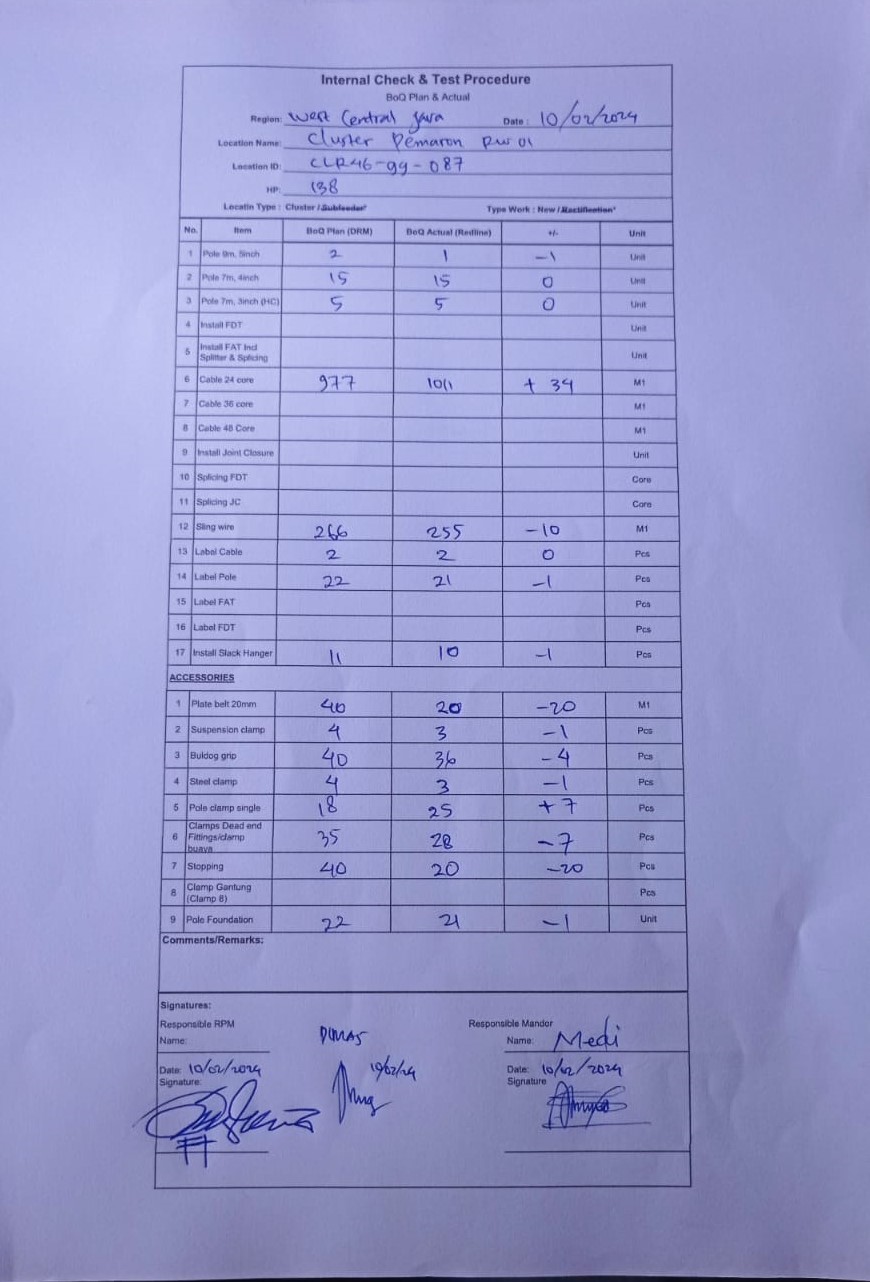 Internal Check & Test Procedure
BoQ Plan & Actual
Region: West Central Java Date : 10/02/2024
Location Name: Cluster Pemaron RW 01
Location ID: CLR46-gg-087
HP: 138
Locatin Type : Cluster / Subfeeder* Type Work : New / Rectification*
No. Item BoQ Plan (DRM) BoQ Actual (Redline) +/- Unit
1 Pole 9m, 5inch 2 1 -1 Unit
2 Pole 7m, 4inch 15 15 0 Unit
3 Pole 7m, 3inch (HC) 5 5 0 Unit
4 Install FDT Unit
5 Install FAT Incl Splitter & Splicing Unit
6 Cable 24 core 977 1011 + 34 M1
7 Cable 36 core M1
8 Cable 48 Core M1
9 Install Joint Closure Unit
10 Splicing FDT Core
11 Splicing JC Core
12 Sling wire 266 255 -10 M1
13 Label Cable 2 2 0 Pcs
14 Label Pole 22 21 -1 Pcs
15 Label FAT Pcs
16 Label FDT Pcs
17 Install Slack Hanger 11 10 -1 Pcs
ACCESSORIES
1 Plate belt 20mm 40 20 -20 M1
2 Suspension clamp 4 3 -1 Pcs
3 Buldog grip 40 36 -4 Pcs
4 Steel clamp 4 3 -1 Pcs
5 Pole clamp single 18 25 +7 Pcs
6 Clamps Dead end Fittings/clamp buaya 35 28 -7 Pcs
7 Stopping 40 20 -20 Pcs
8 Clamp Gantung (Clamp 8) Pcs
9 Pole Foundation 22 21 -1 Unit
Comments/Remarks:
Signatures:
Responsible RPM Responsible Mandor
Name: DIMAS Name: Medi
Date: 10/02/2024 10/02/24 Date: 10/02/2024
Signature: Signature